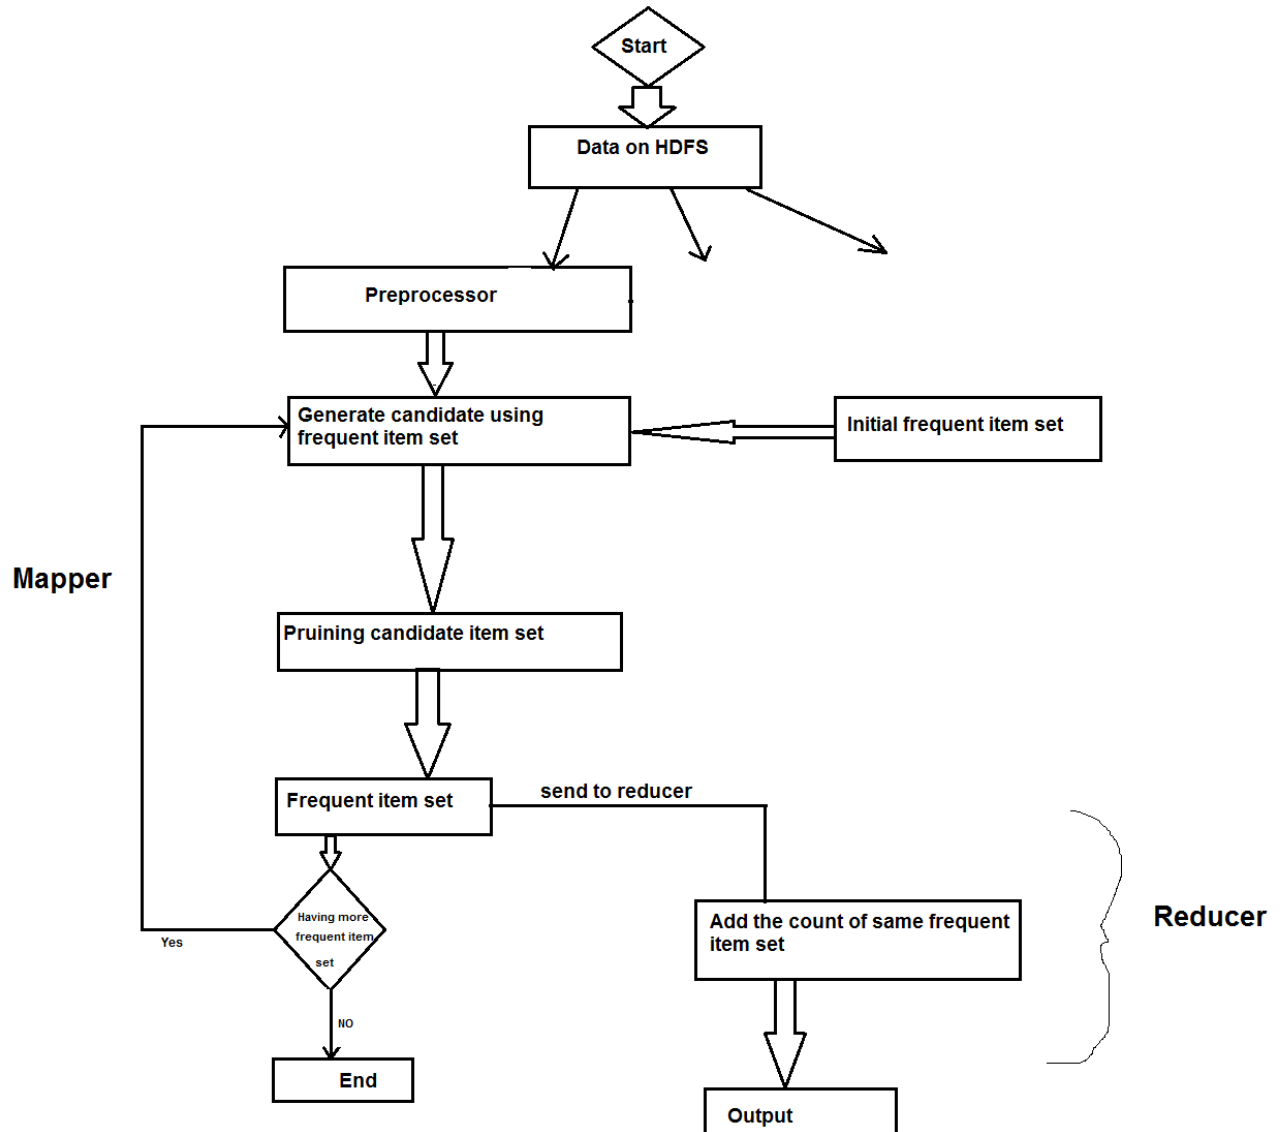 Start
Data on HDFS
Preprocessor
Generate candidate using
frequent item set
Initial frequent item set
Mapper
Pruining candidate item set
Frequent item set
send to reducer
Having more
frequent item
set
Yes
Add the count of same frequent
item set
Reducer
NO
End
Output